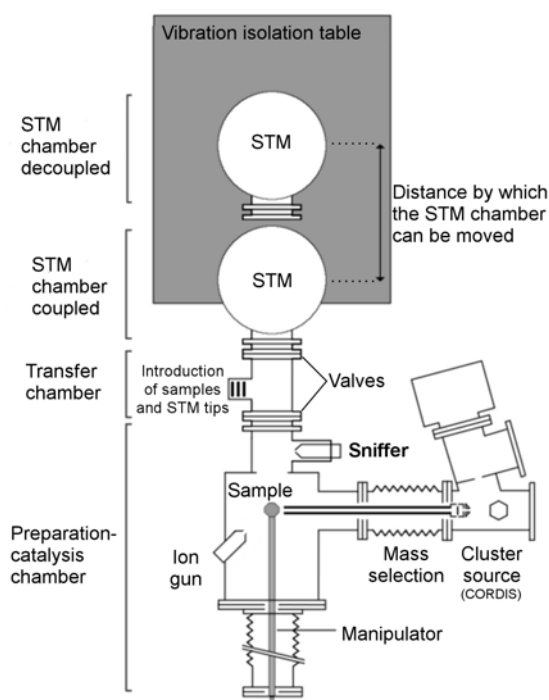 Vibration isolation table
STM
chamber
decoupled
STM
Distance by which
the STM chamber
can be moved
STM
chamber
coupled
STM
Transfer
chamber
Introduction
of samples
and STM tips
Valves
Sniffer
Sample
Preparation-
catalysis
chamber
Ion
gun
Mass
selection
Cluster
source
(CORDIS)
Manipulator